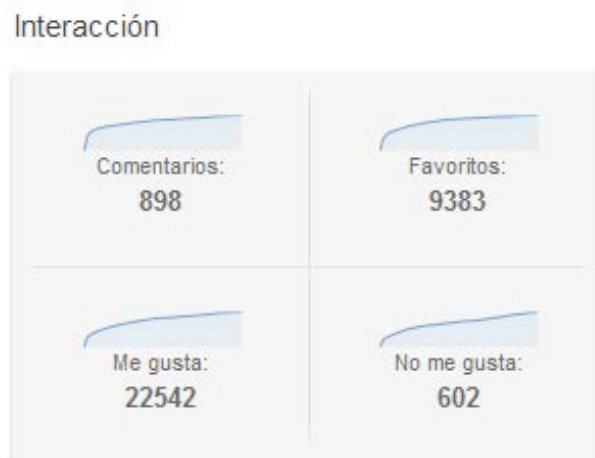 Interacción
Comentarios:
898
Favoritos:
9383
Me gusta:
22542
No me gusta:
602